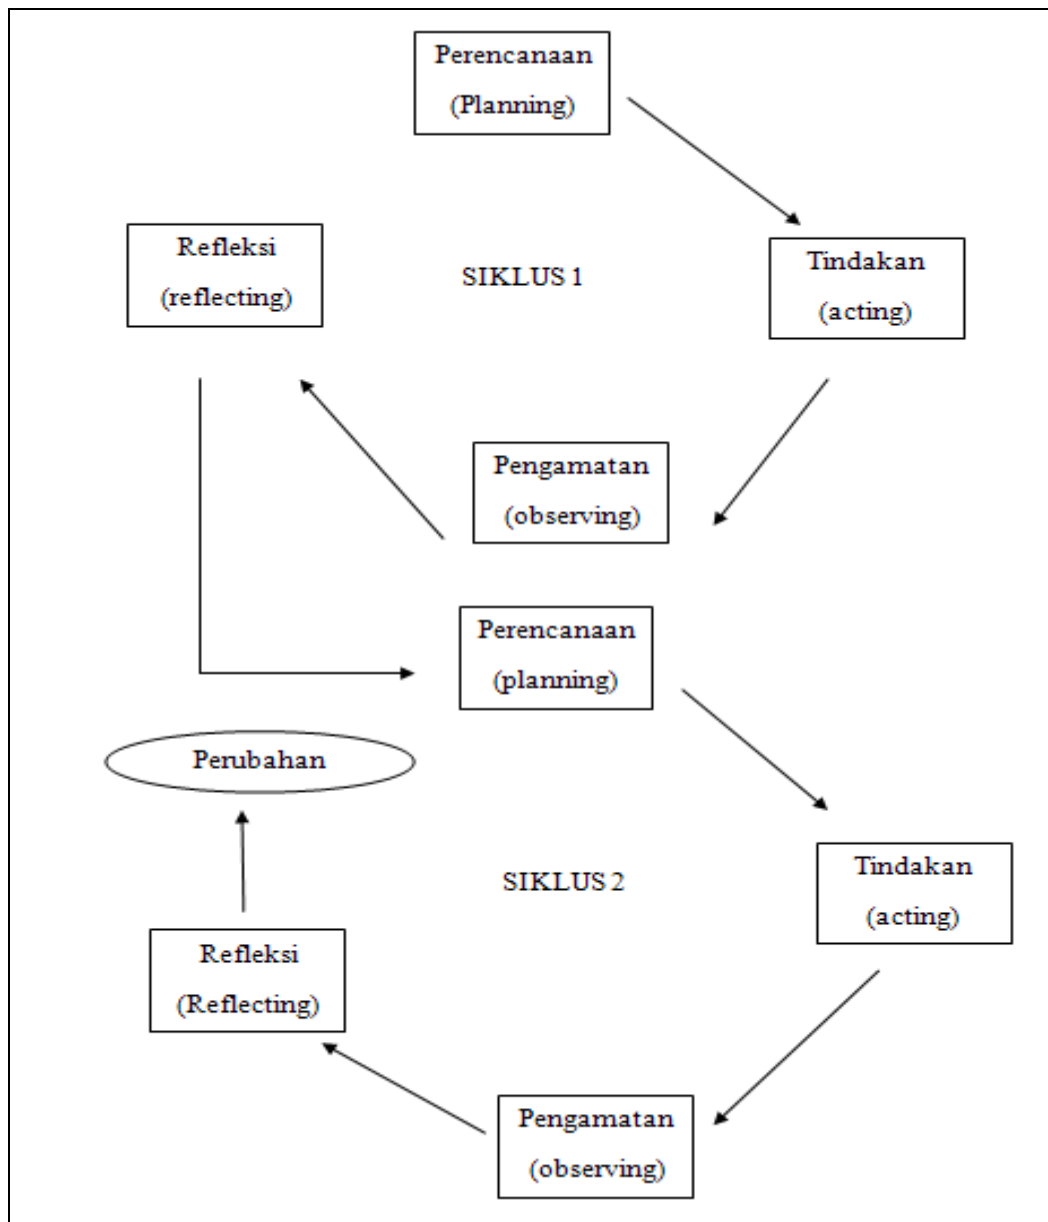 Perencanaan
(Planning)
Refleksi
(reflecting)
SIKLUS 1
Tindakan
(acting)
Pengamatan
(observing)
Perencanaan
(planning)
Perubahan
SIKLUS 2
Tindakan
(acting)
Refleksi
(Reflecting)
Pengamatan
(observing)